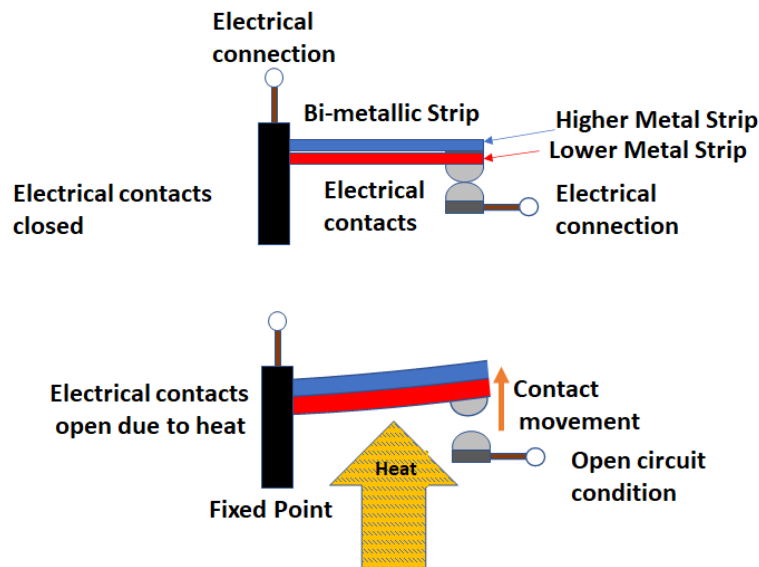 Electrical
connection
Bi-metallic Strip
Higher Metal Strip
Lower Metal Strip
Electrical contacts
closed
Electrical
contacts
Electrical
connection
Electrical contacts
open due to heat
Contact
movement
Heat
Open circuit
condition
Fixed Point